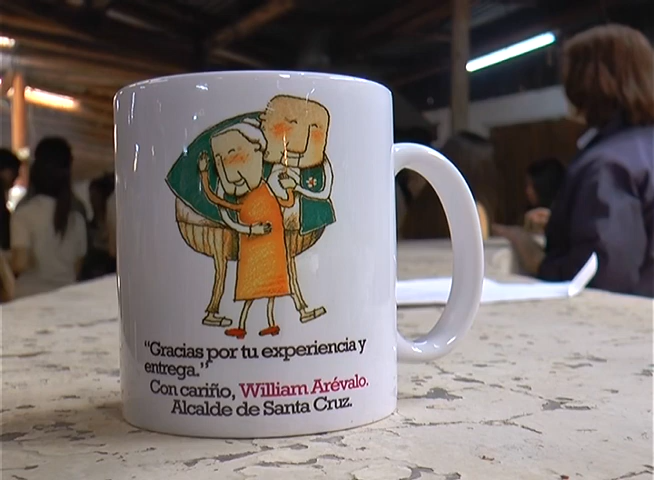 “Gracias por tu experiencia y
entrega.”
Con cariño, William Arévalo.
Alcalde de Santa Cruz.